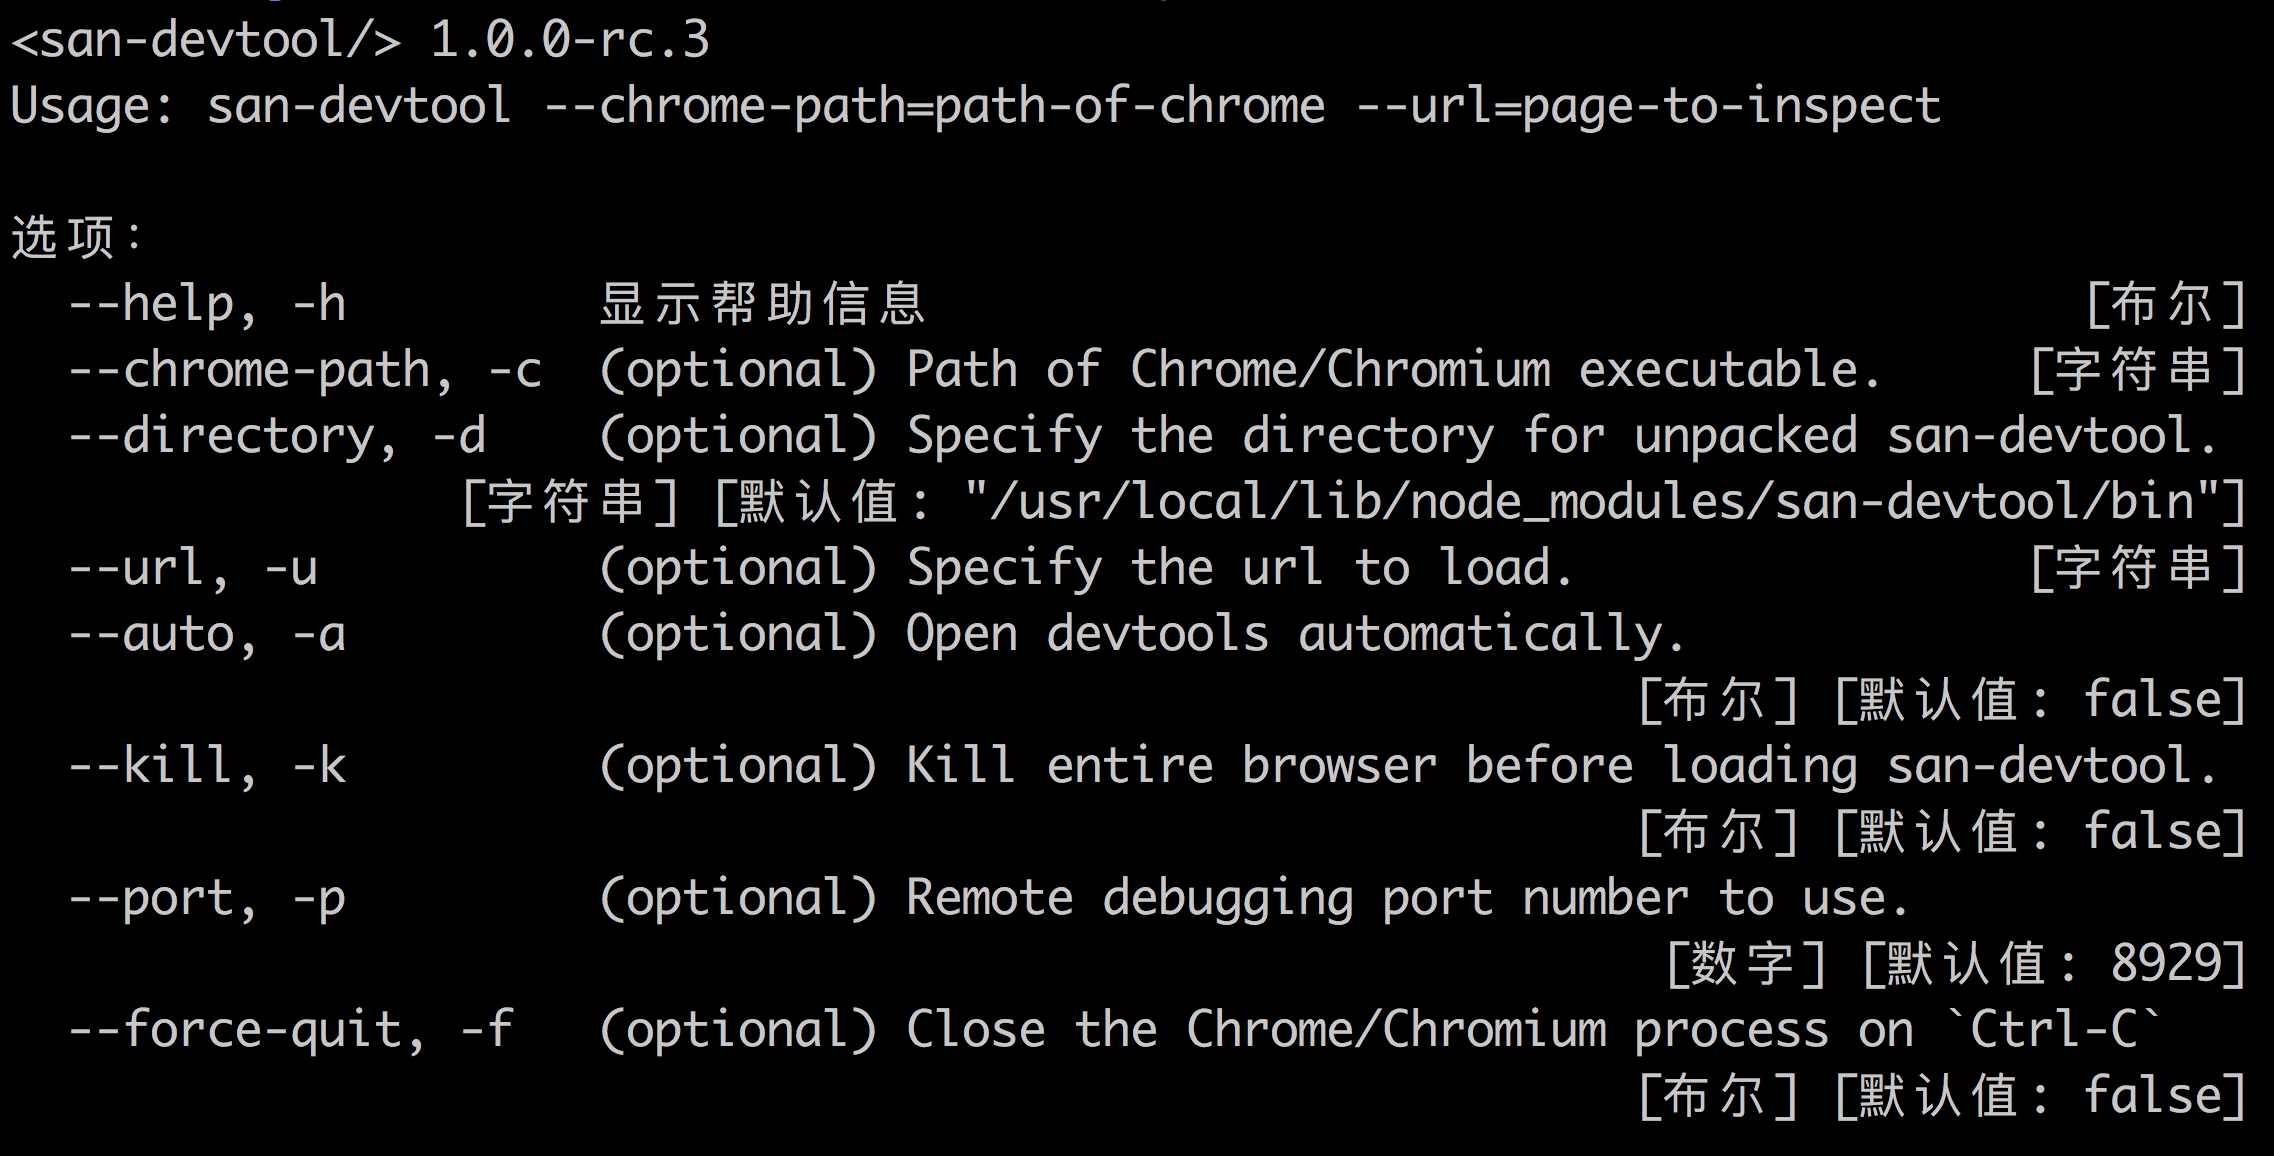 <san-devtool/> 1.0.0-rc.3
Usage: san-devtool --chrome-path=path-of-chrome --url=page-to-inspect
选项：
--help, -h 显示帮助信息 [布尔]
--chrome-path, -c (optional) Path of Chrome/Chromium executable. [字符串]
--directory, -d (optional) Specify the directory for unpacked san-devtool.
[字符串] [默认值: "/usr/local/lib/node_modules/san-devtool/bin"]
--url, -u (optional) Specify the url to load. [字符串]
--auto, -a (optional) Open devtools automatically.
[布尔] [默认值: false]
--kill, -k (optional) Kill entire browser before loading san-devtool.
[布尔] [默认值: false]
--port, -p (optional) Remote debugging port number to use.
[数字] [默认值: 8929]
--force-quit, -f (optional) Close the Chrome/Chromium process on `Ctrl-C`
[布尔] [默认值: false]